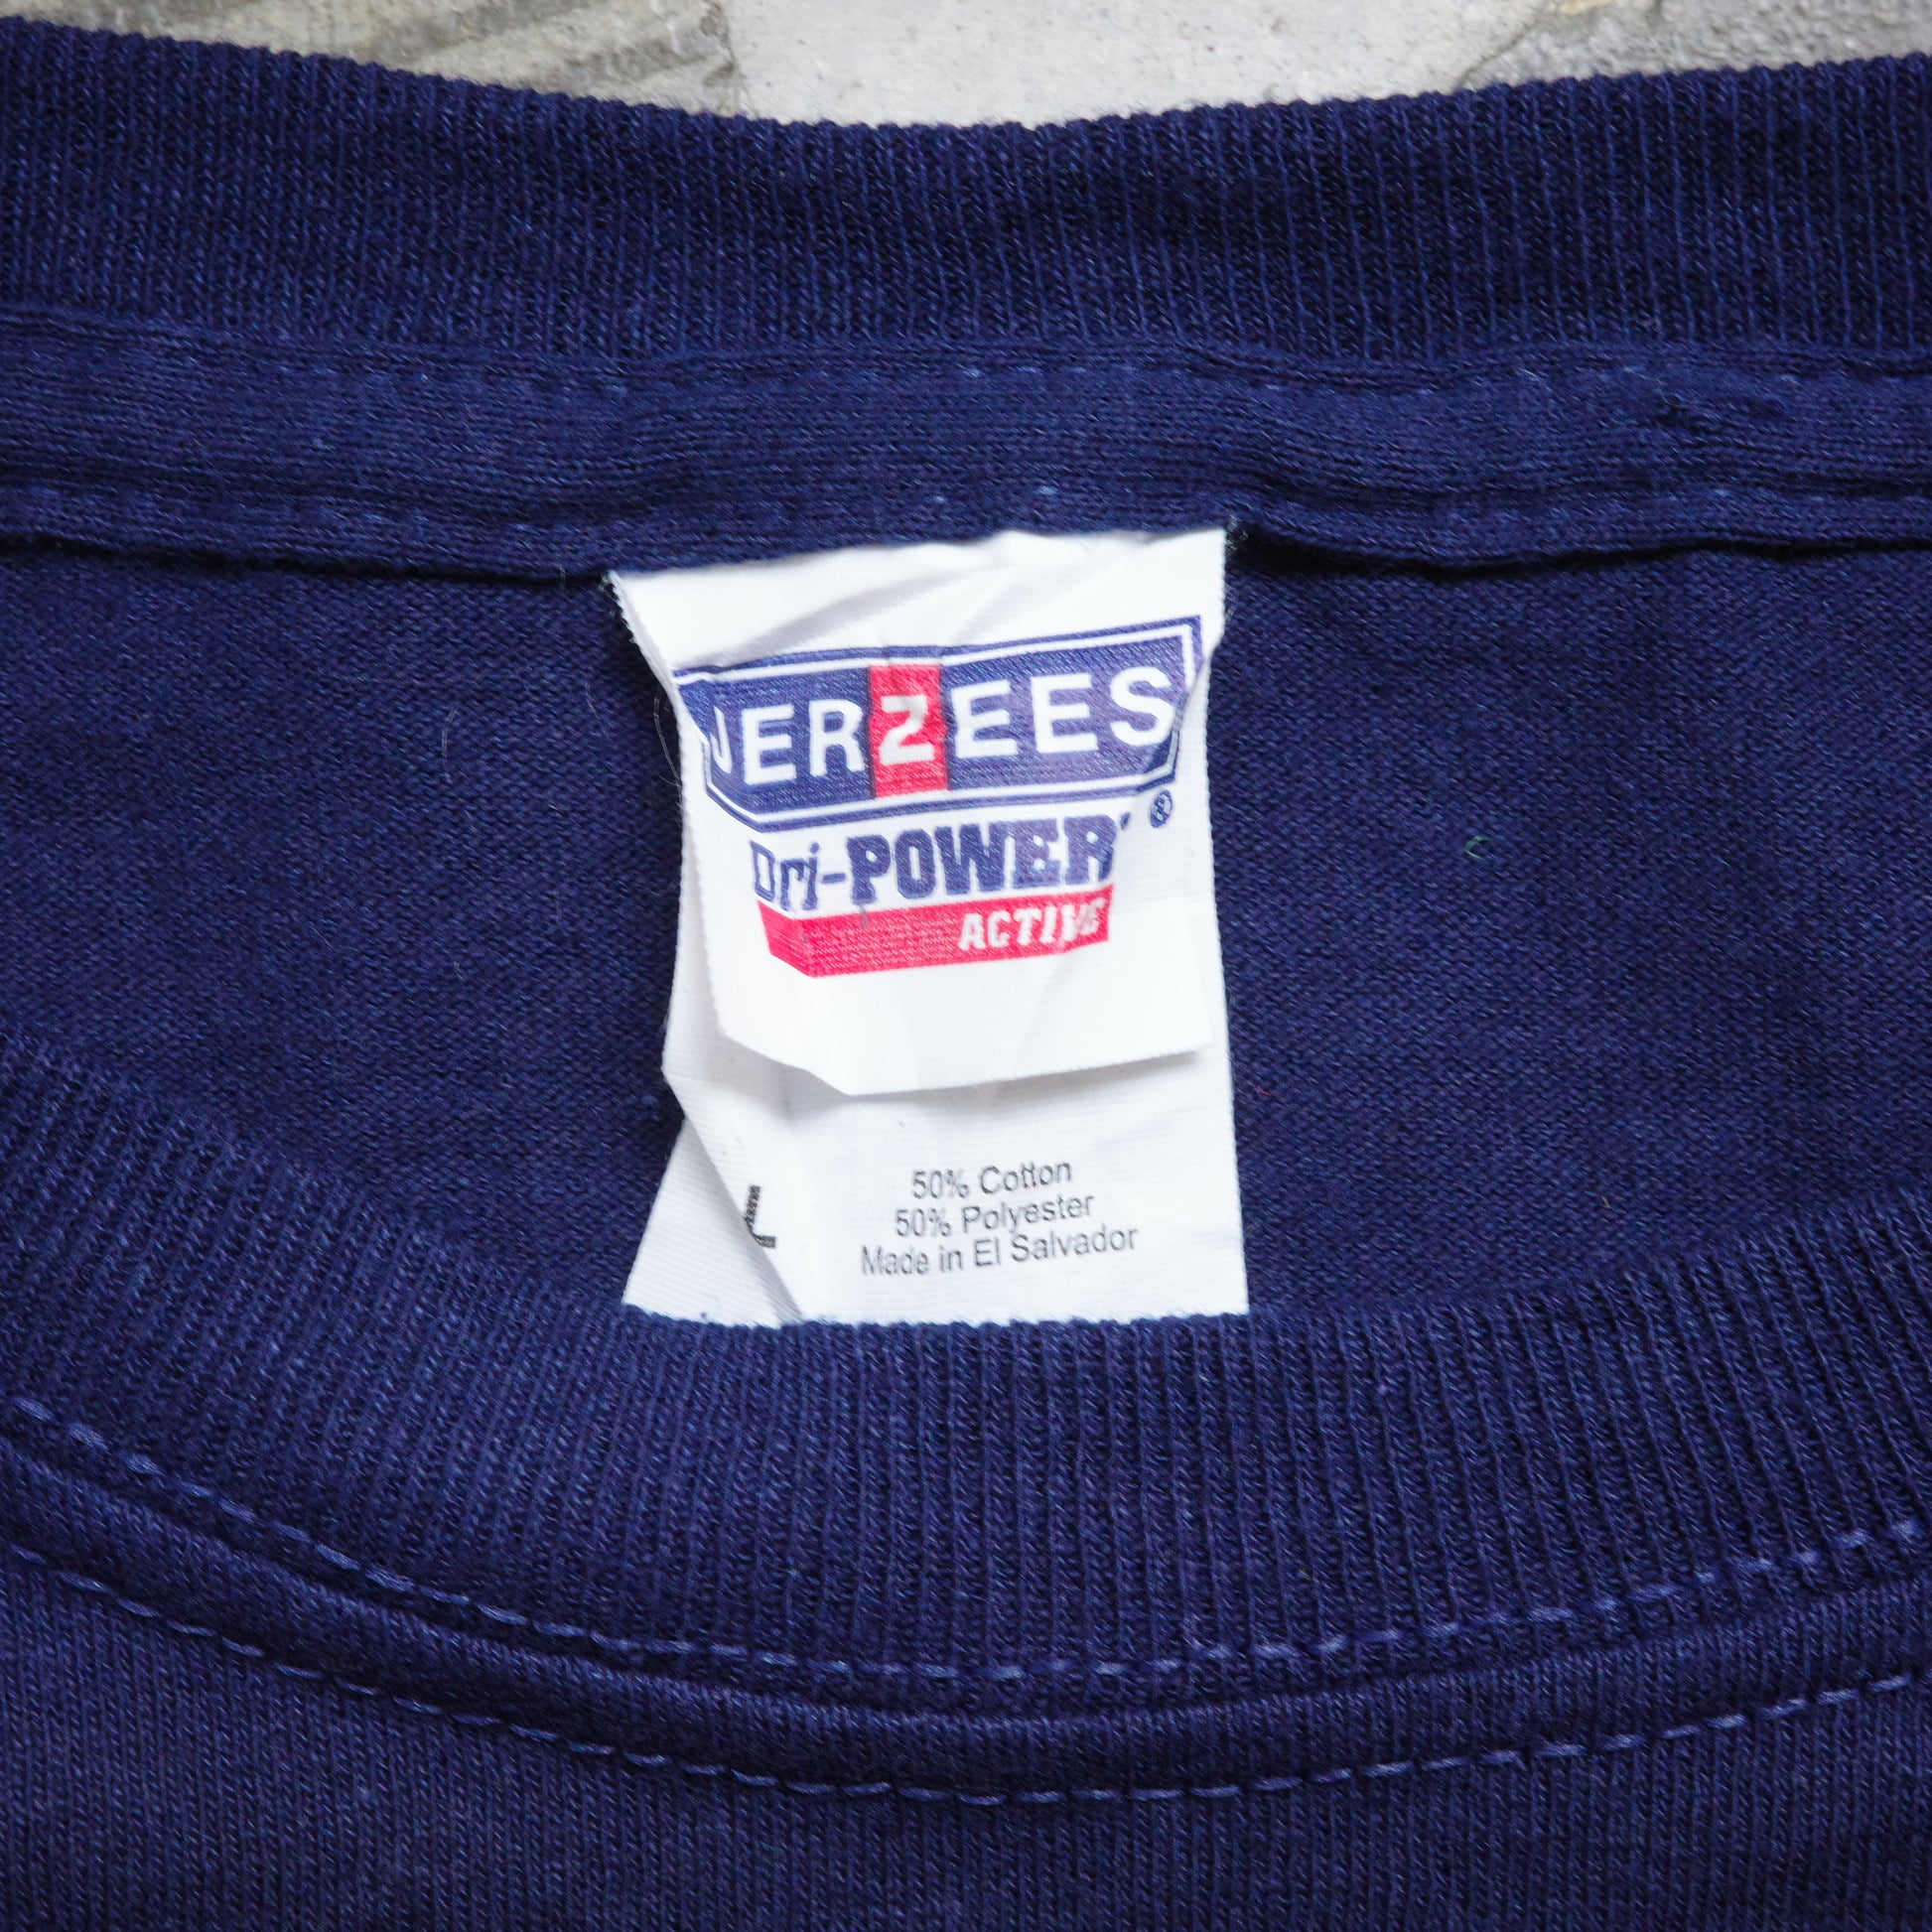 JERZEES
Dri-POWER®
ACTIVE
L
50% Cotton
50% Polyester
Made in El Salvador